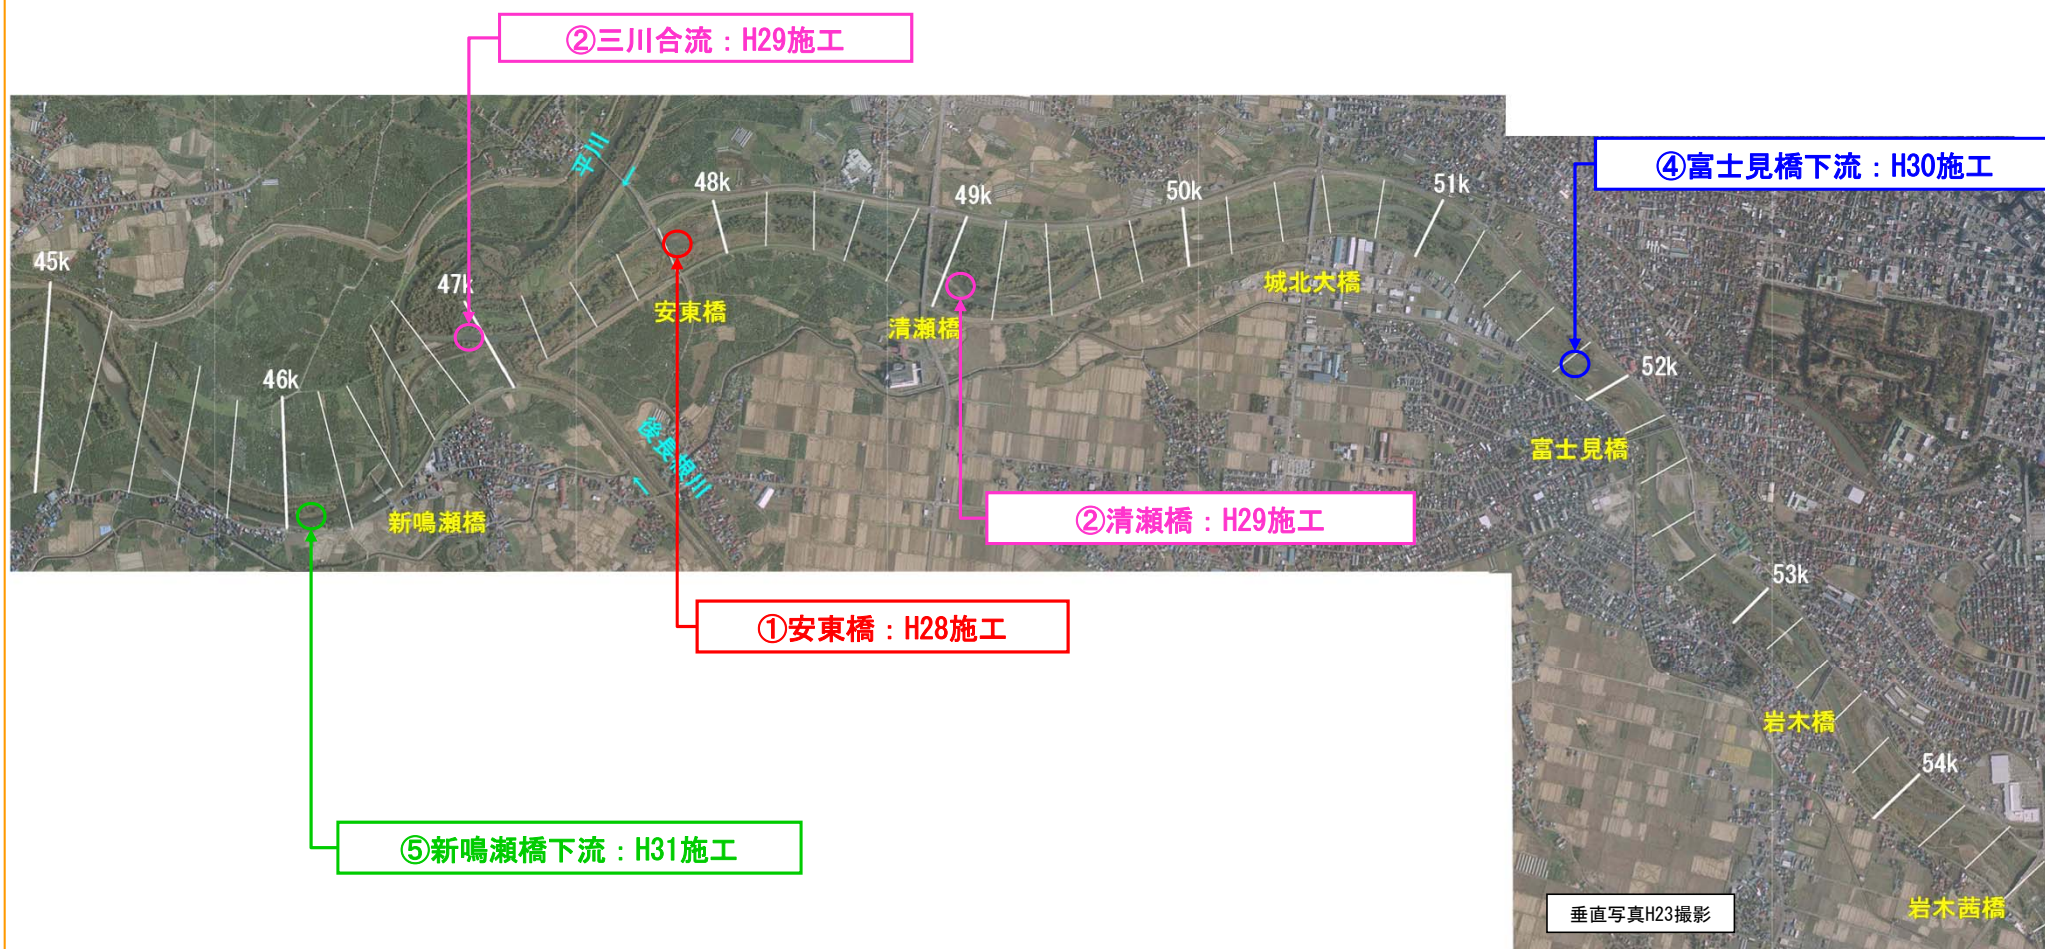 ②三川合流：H29施工
④富士見橋下流：H30施工
平川
48k
49k
50k
51k
45k
47k
安東橋
清瀬橋
城北大橋
46k
52k
後長根川
富士見橋
新鳴瀬橋
②清瀬橋：H29施工
53k
①安東橋：H28施工
岩木橋
54k
⑤新鳴瀬橋下流：H31施工
垂直写真H23撮影
岩木茜橋